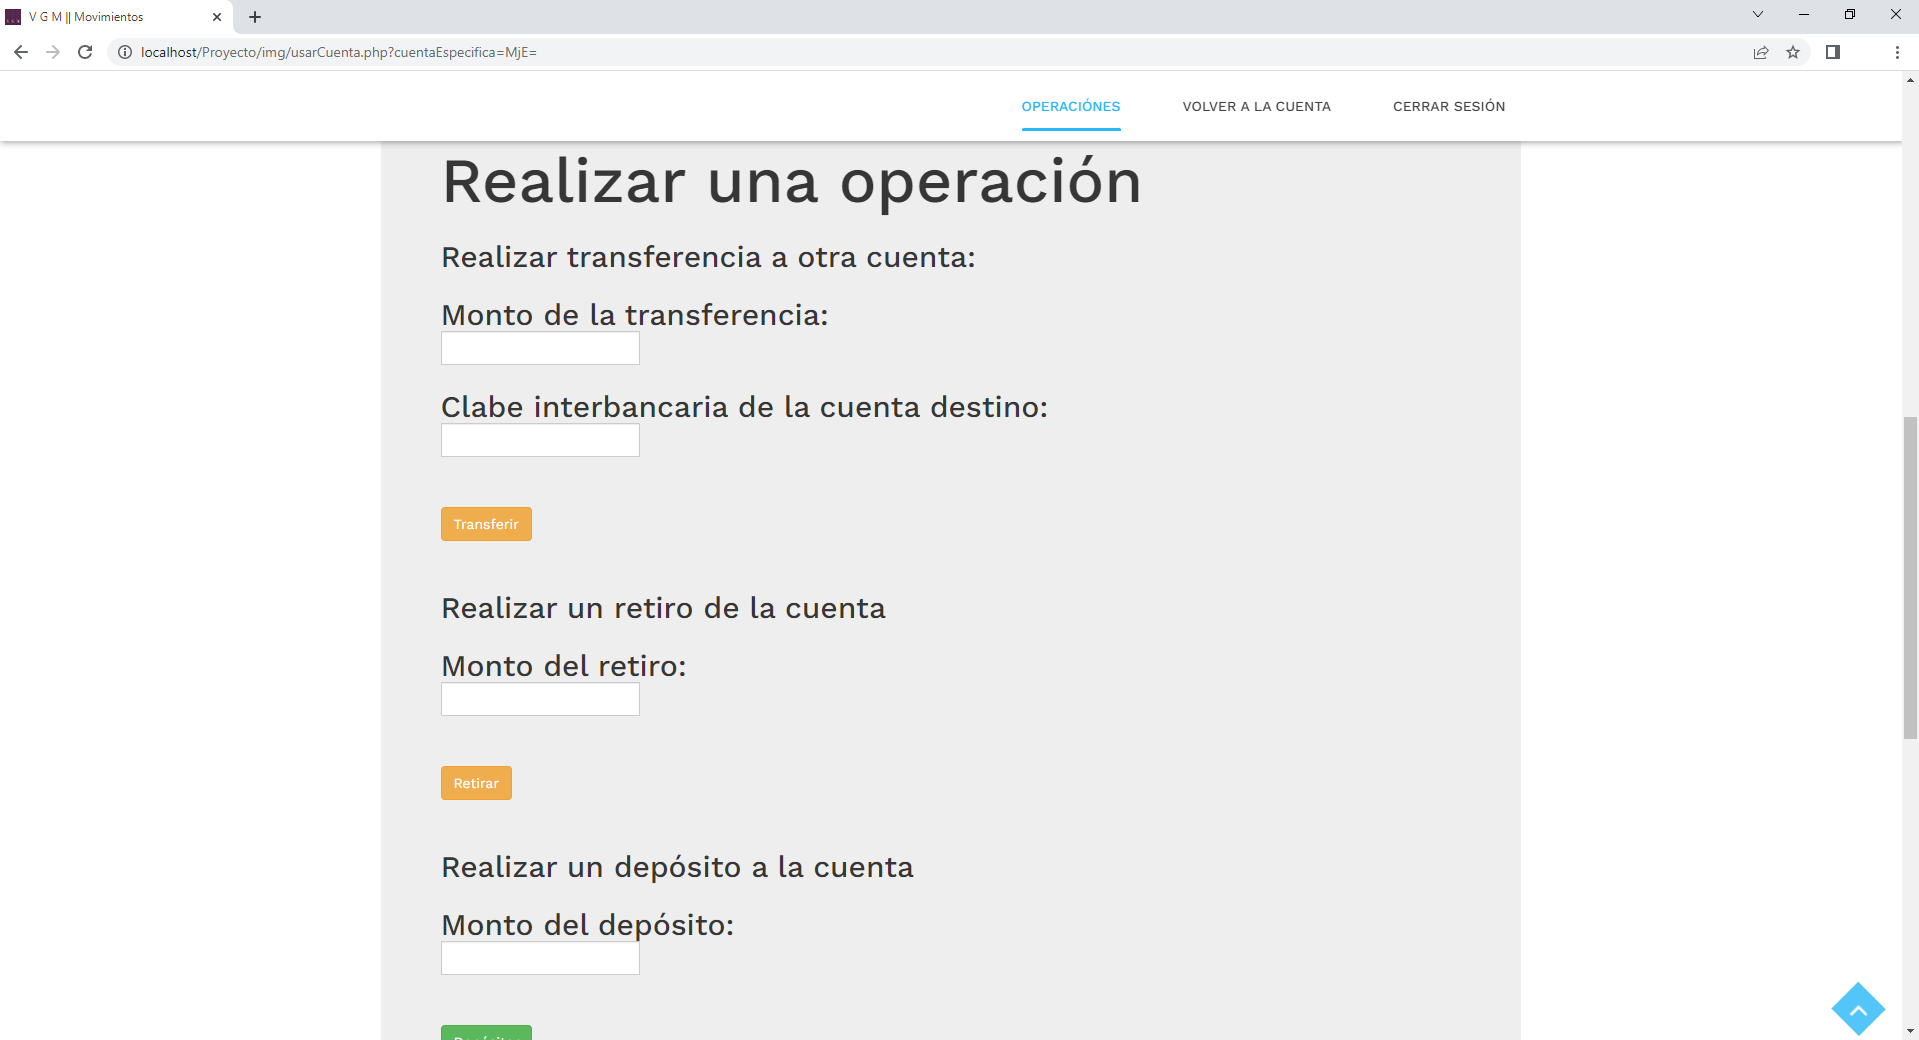 V G M || Movimientos
localhost/Proyecto/img/usarCuenta.php?cuentaEspecifica=MjE=
OPERACIÓNES VOLVER A LA CUENTA CERRAR SESIÓN
Realizar una operación
Realizar transferencia a otra cuenta:
Monto de la transferencia:
Clabe interbancaria de la cuenta destino:
Transferir
Realizar un retiro de la cuenta
Monto del retiro:
Retirar
Realizar un depósito a la cuenta
Monto del depósito: